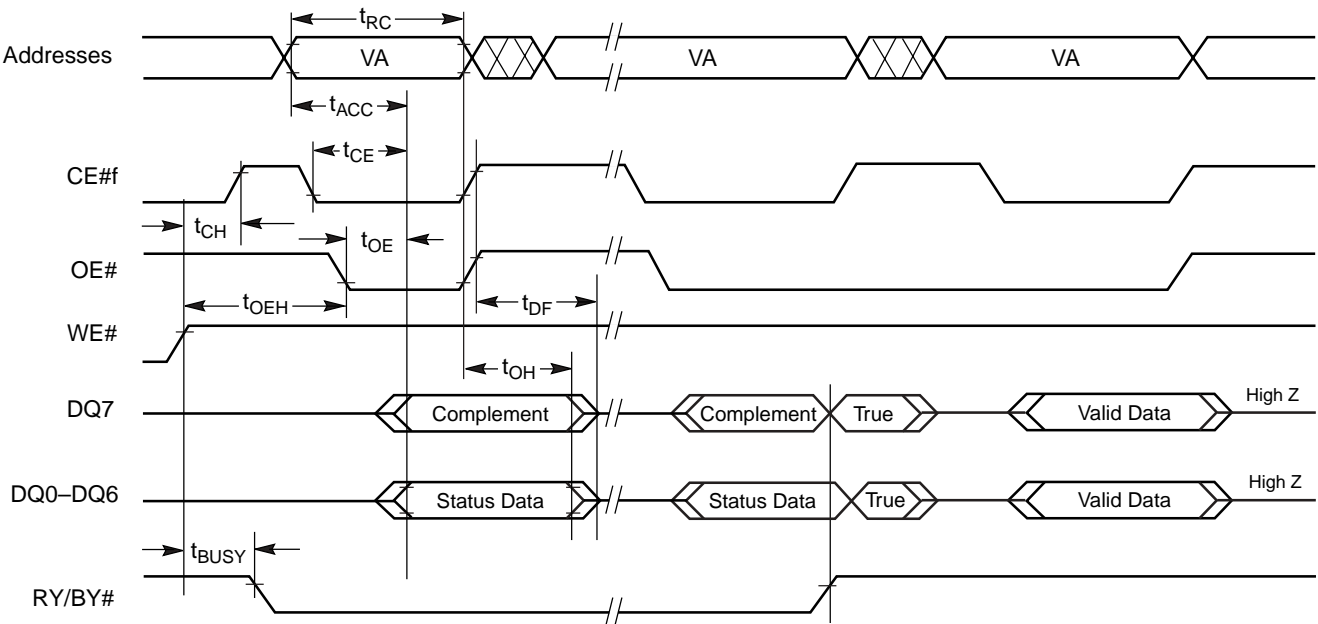 tRC
Addresses VA VA VA
tACC
tCE
CE#f
tCH
tOE
OE#
tOEH tDF
WE#
tOH
DQ7 Complement Complement True Valid Data High Z
DQ0–DQ6 Status Data Status Data True Valid Data High Z
tBUSY
RY/BY#